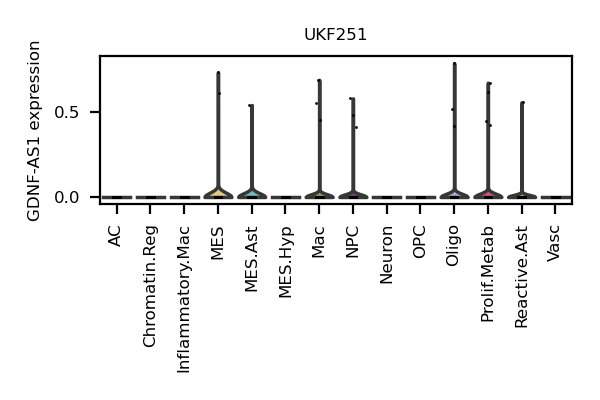 UKF251
GDNF-AS1 expression
0.5
0.0
AC
Chromatin.Reg
Inflammatory.Mac
MES
MES.Ast
MES.Hyp
Mac
NPC
Neuron
OPC
Oligo
Prolif.Metab
Reactive.Ast
Vasc